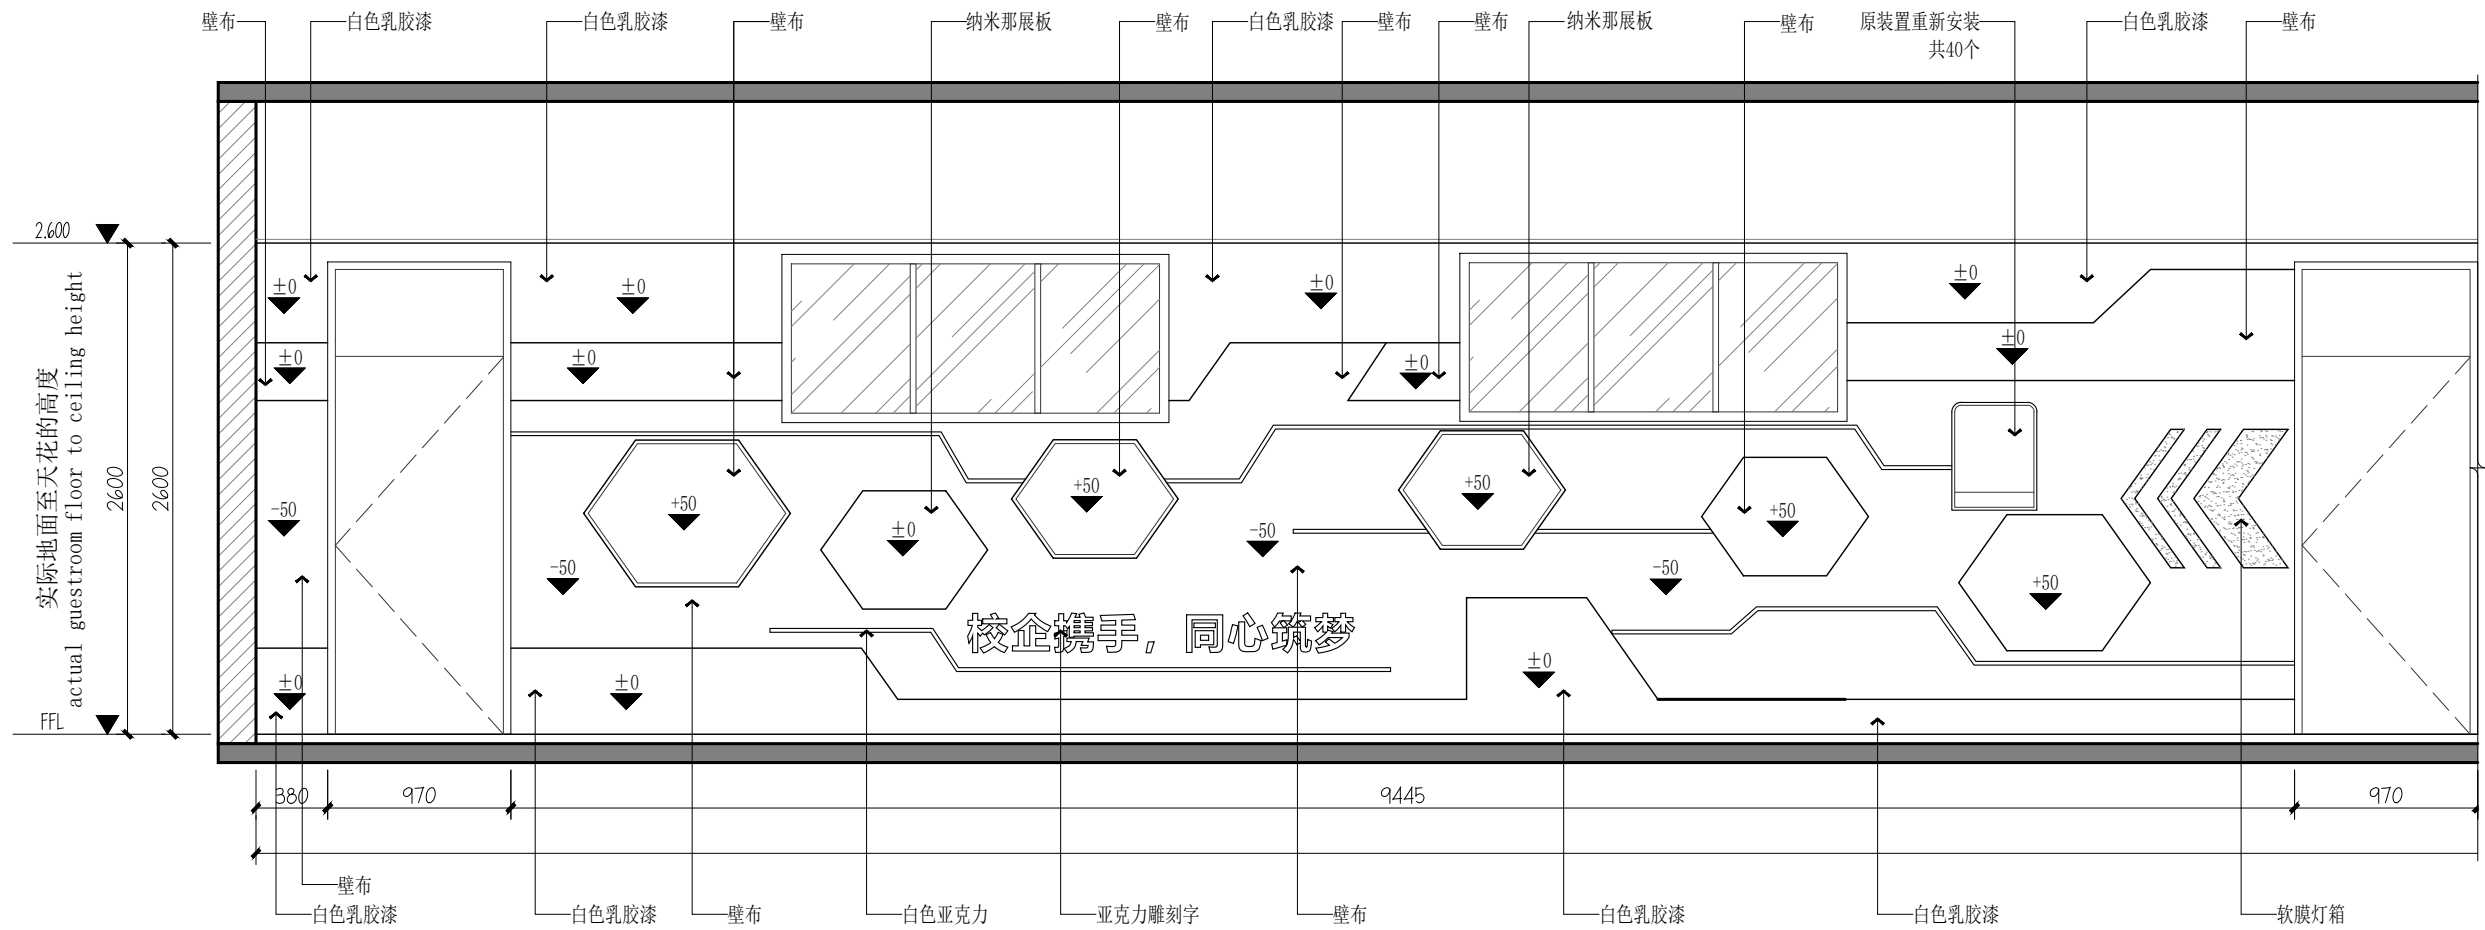 壁布
白色乳胶漆
白色乳胶漆
壁布
纳米那展板
壁布
白色乳胶漆
壁布
壁布
纳米那展板
壁布
原装置重新安装
共40个
白色乳胶漆
壁布
2.600
±0
±0
±0
±0
±0
±0
±0
±0
实际地面至天花的高度
actual guestroom floor to ceiling height
2600
2600
-50
+50
±0
+50
-50
+50
+50
-50
-50
+50
校企携手，同心筑梦
±0
±0
±0
FFL
380
970
9445
970
壁布
白色乳胶漆
白色乳胶漆
壁布
白色亚克力
亚克力雕刻字
壁布
白色乳胶漆
白色乳胶漆
软膜灯箱